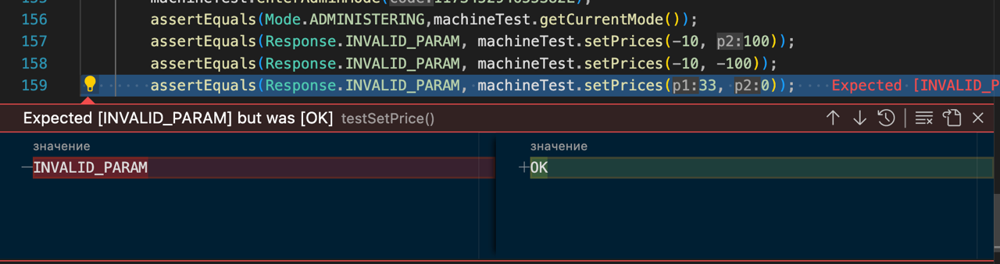 156 assertEquals(Mode.ADMINISTERING,machineTest.getCurrentMode());
157 assertEquals(Response.INVALID_PARAM, machineTest.setPrices(-10, p2:100));
158 assertEquals(Response.INVALID_PARAM, machineTest.setPrices(-10, -100));
159 assertEquals(Response.INVALID_PARAM, machineTest.setPrices(p1:33, p2:0)); Expected [INVALID_P
Expected [INVALID_PARAM] but was [OK] testSetPrice()
значение значение
—INVALID_PARAM +OK